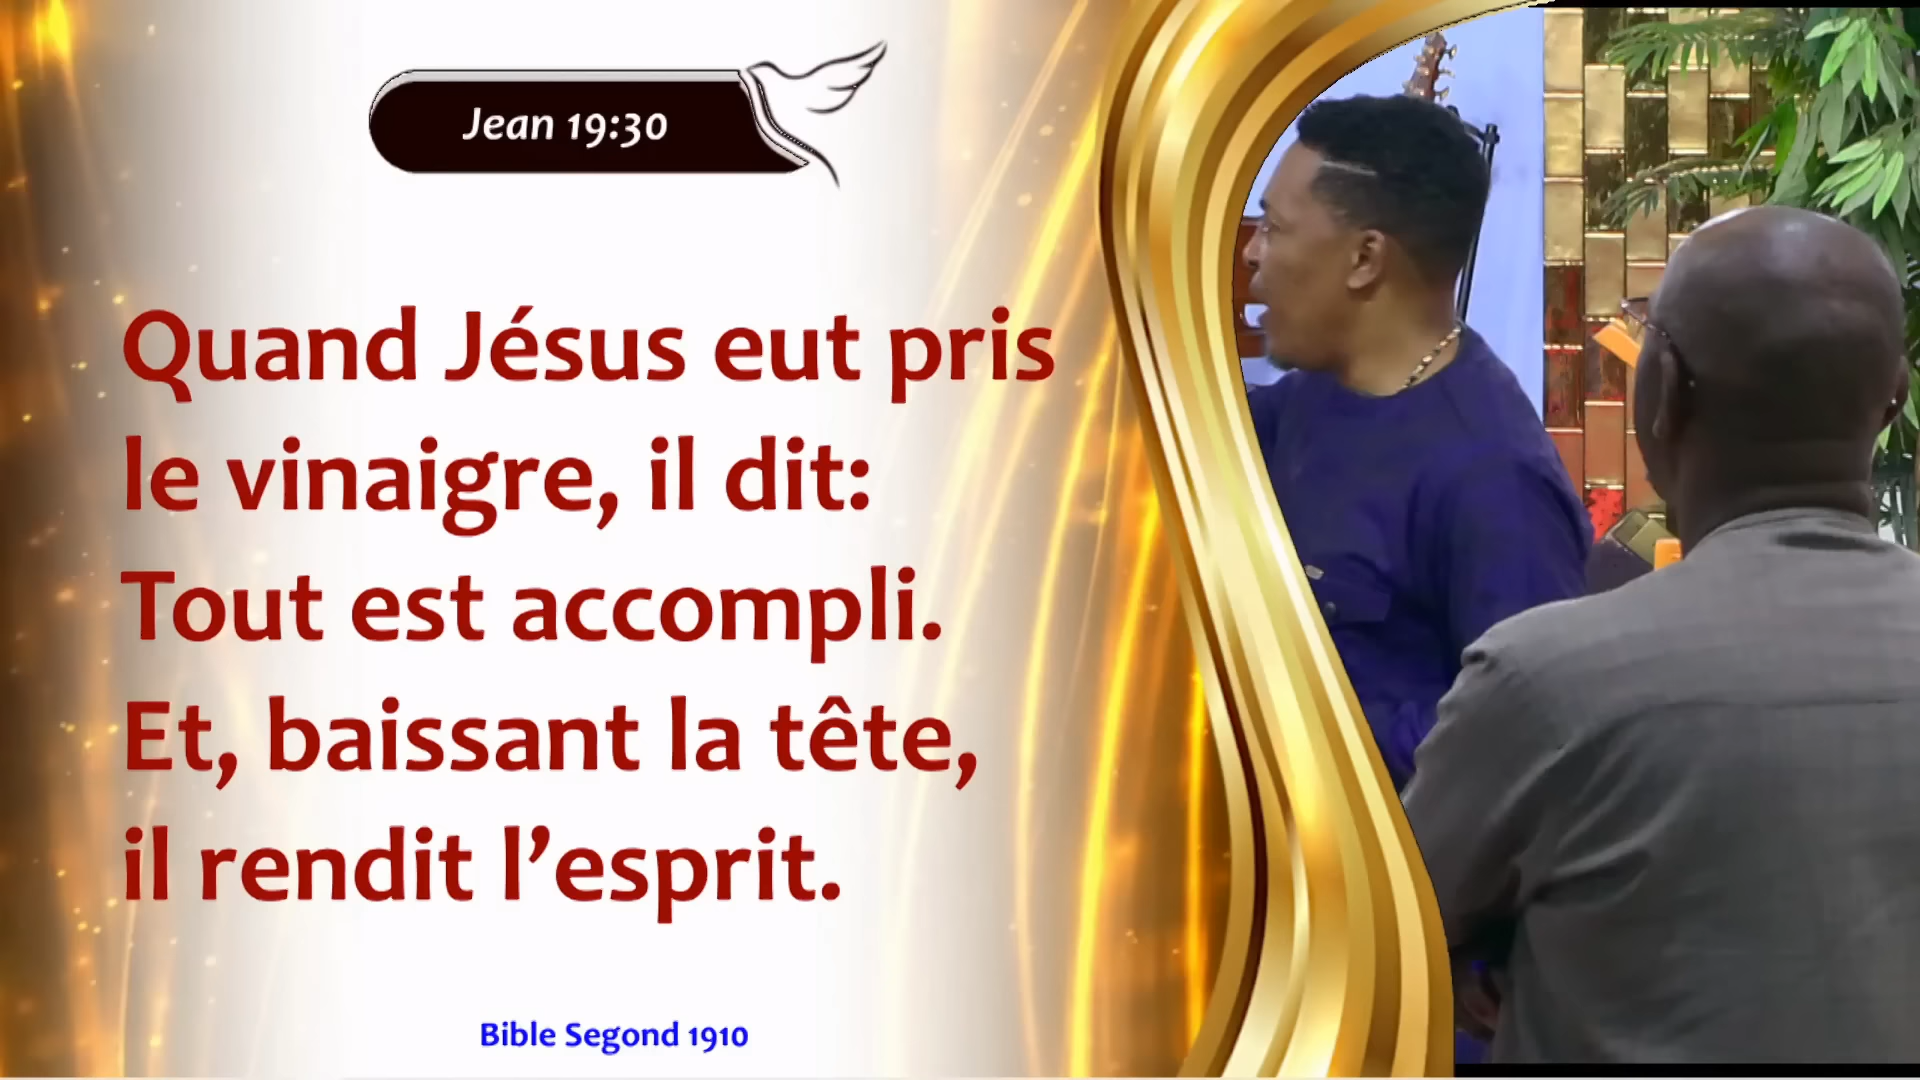 Jean 19:30
Quand Jésus eut pris
le vinaigre, il dit:
Tout est accompli.
Et, baissant la tête,
il rendit l’esprit.
Bible Segond 1910